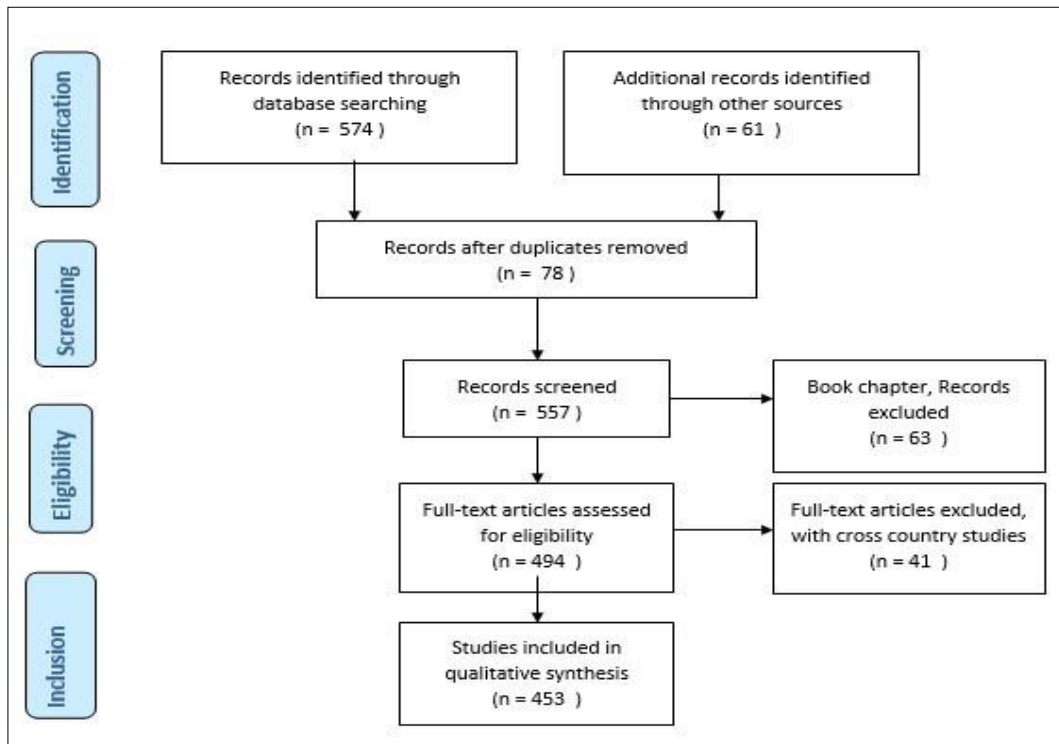 Identification
Records identified through
database searching
(n = 574 )
Additional records identified
through other sources
(n = 61 )
Records after duplicates removed
(n = 78 )
Screening
Records screened
(n = 557 )
Book chapter, Records
excluded
(n = 63 )
Eligibility
Full-text articles assessed
for eligibility
(n = 494 )
Full-text articles excluded,
with cross country studies
(n = 41 )
Inclusion
Studies included in
qualitative synthesis
(n = 453 )